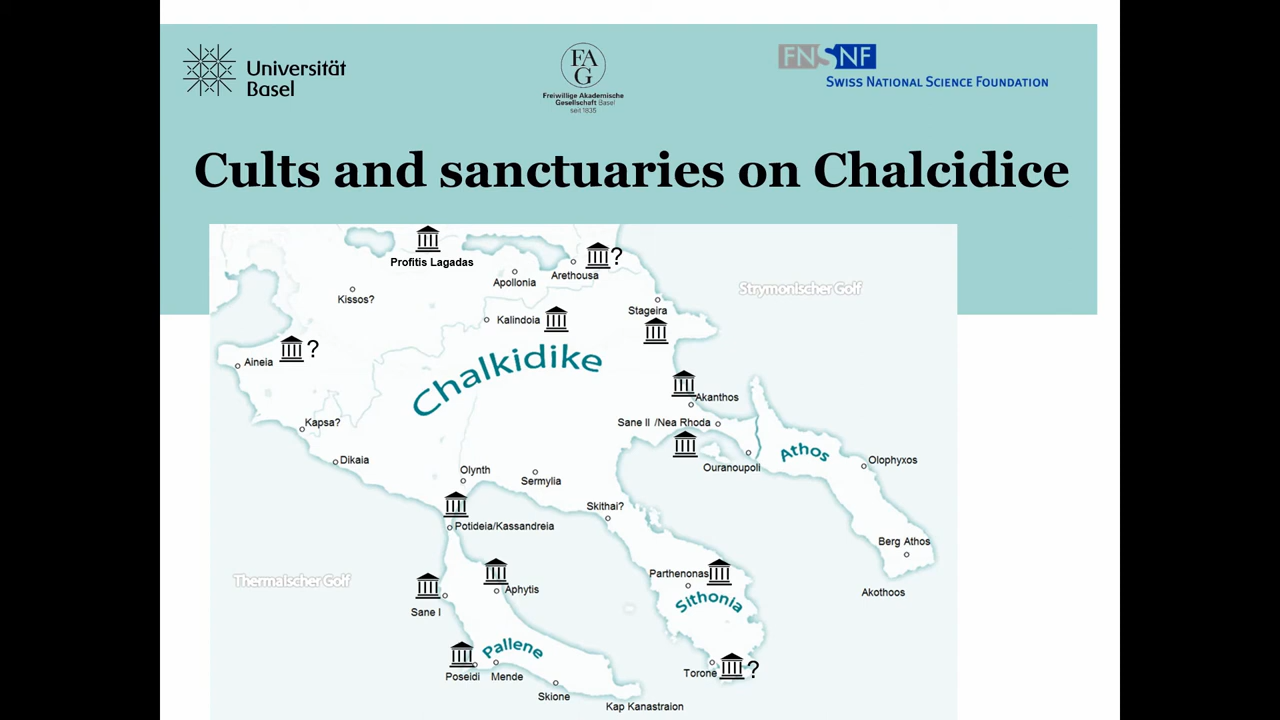 Universität
Basel
FA
G
Freiwillige Akademische
Gesellschaft Basel
seit 1835
FNSNF
SWISS NATIONAL SCIENCE FOUNDATION
Cults and sanctuaries on Chalcidice
Profitis Lagadas
?
Arethousa
Apollonia
Kissos?
Strymonischer Golf
Stageira
Kalindoia
?
Aineia
Chalkidike
Akanthos
Kapsa?
Sane II /Nea Rhoda
Athos
Dikaia
Olophyxos
Ouranoupoli
Olynth
Sermylia
Skithai?
Potideia/Kassandreia
Berg Athos
Thermaischer Golf
Parthenonas
Aphytis
Akothoos
Sithonia
Sane I
Pallene
?
Torone
Poseidi
Mende
Skione
Kap Kanastraion